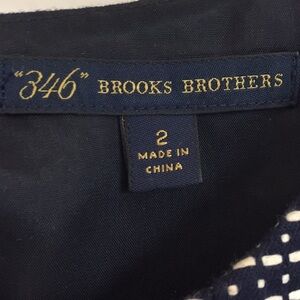 "346" BROOKS BROTHERS
2
MADE IN
CHINA